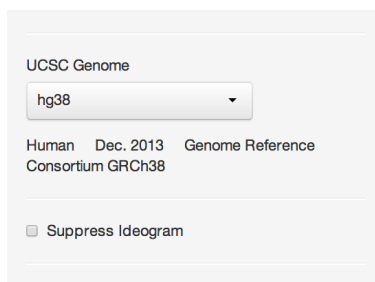 UCSC Genome
hg38
Human Dec. 2013 Genome Reference
Consortium GRCh38
Suppress Ideogram